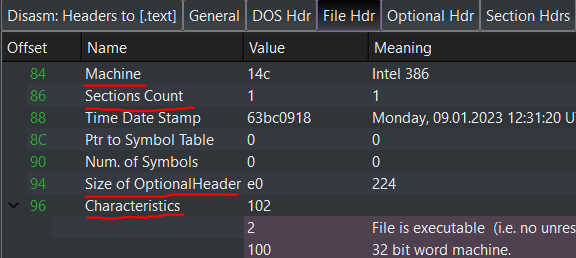 Disasm: Headers to [.text] General DOS Hdr File Hdr Optional Hdr Section Hdrs
Offset Name Value Meaning
84 Machine 14c Intel 386
86 Sections Count 1 1
88 Time Date Stamp 63bc0918 Monday, 09.01.2023 12:31:20 U
8C Ptr to Symbol Table 0 0
90 Num. of Symbols 0 0
94 Size of OptionalHeader e0 224
96 Characteristics 102
2 File is executable (i.e. no unres
100 32 bit word machine.